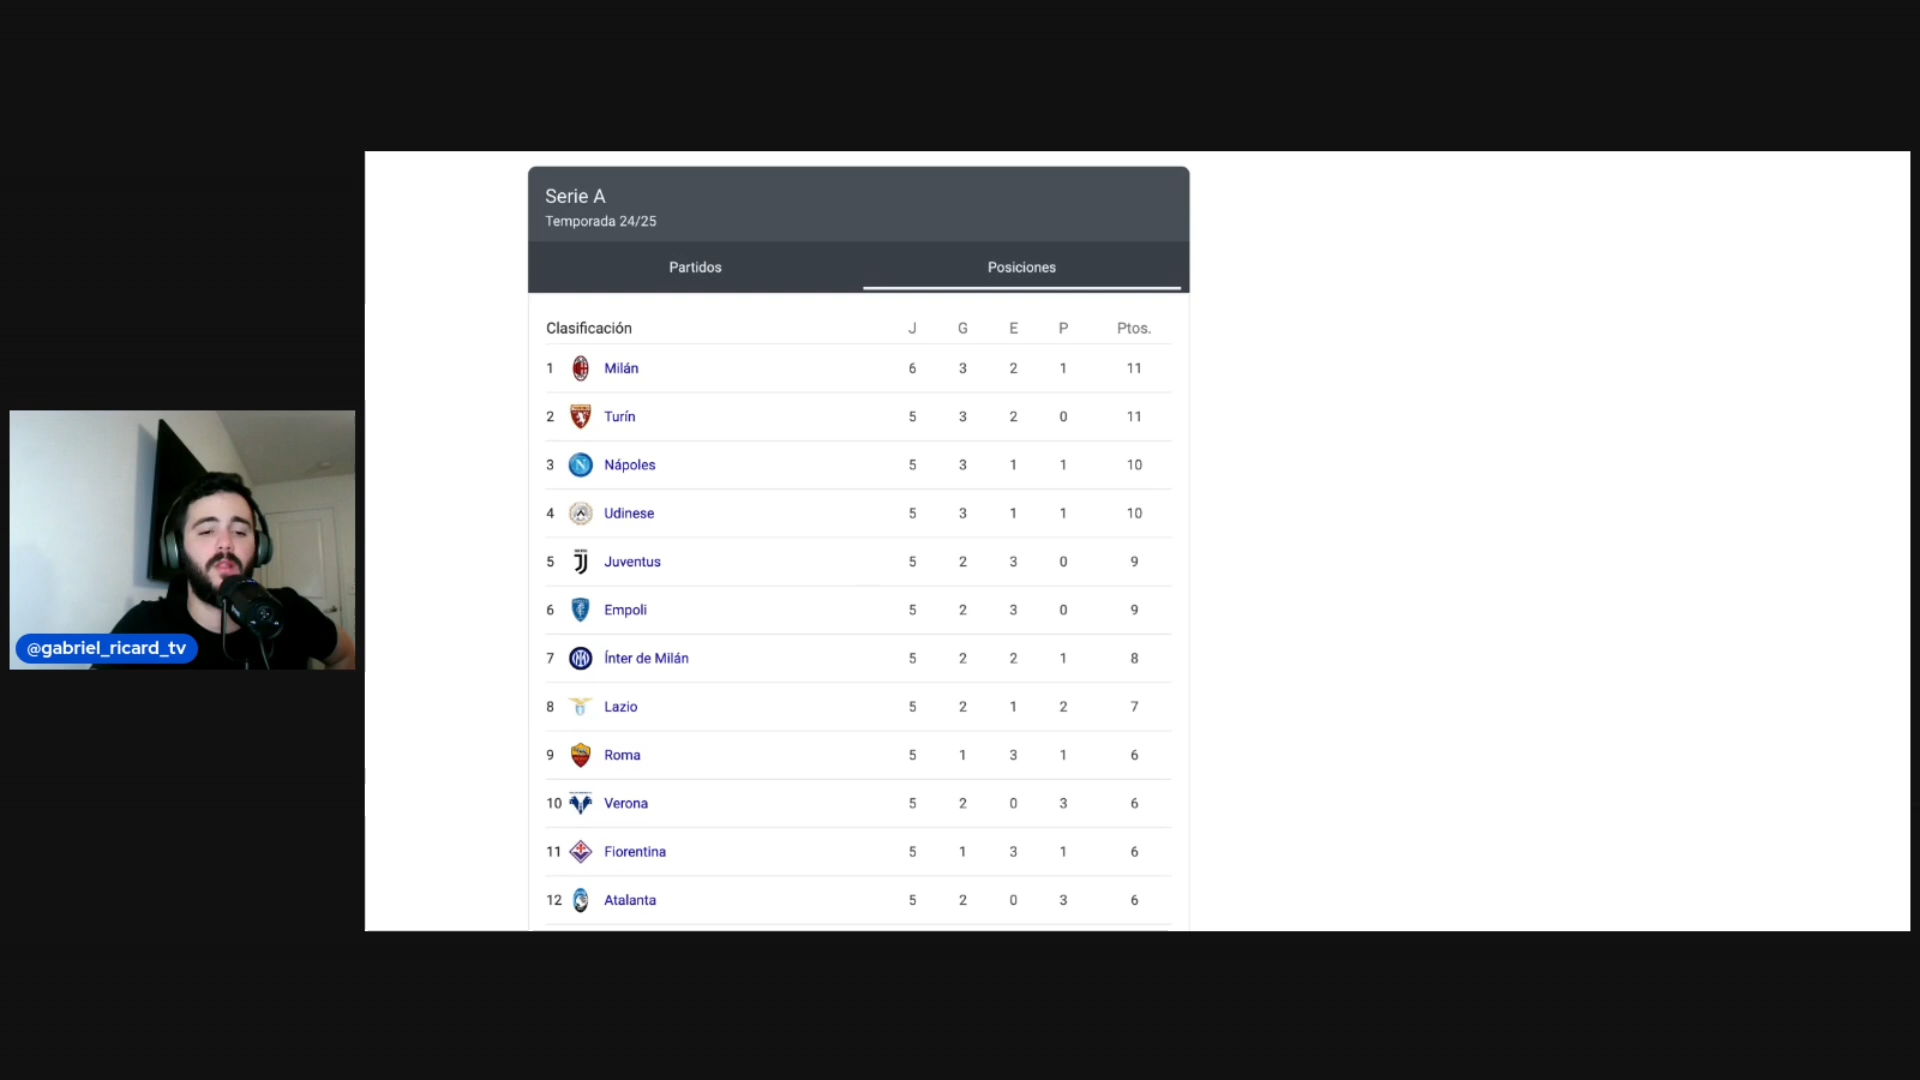 Serie A
Temporada 24/25
Partidos Posiciones
Clasificación J G E P Ptos.
1 Milán 6 3 2 1 11
2 Turín 5 3 2 0 11
3 Nápoles 5 3 1 1 10
4 Udinese 5 3 1 1 10
5 Juventus 5 2 3 0 9
6 Empoli 5 2 3 0 9
7 Ínter de Milán 5 2 2 1 8
8 Lazio 5 2 1 2 7
9 Roma 5 1 3 1 6
10 Verona 5 2 0 3 6
11 Fiorentina 5 1 3 1 6
12 Atalanta 5 2 0 3 6
@gabriel_ricard_tv